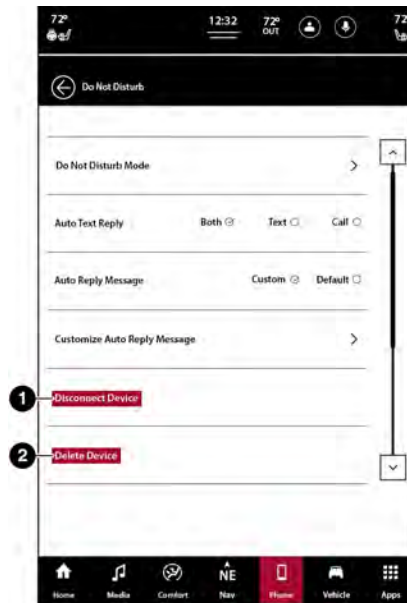 72°
12:32
72°
OUT
72
Do Not Disturb
Do Not Disturb Mode
Auto Text Reply Both Text Call
Auto Reply Message Custom Default
Customize Auto Reply Message
1 Disconnect Device
2 Delete Device
NE
Home Media Comfort Nav Phone Vehicle Apps